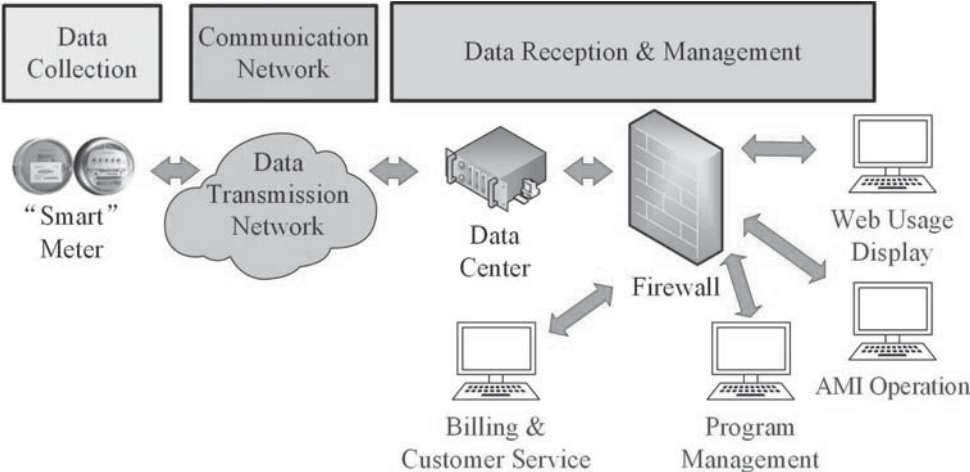 Data
Collection
Communication
Network
Data Reception & Management
Data
Transmission
Network
“Smart”
Meter
Data
Center
Firewall
Web Usage
Display
AMI Operation
Billing &
Customer Service
Program
Management